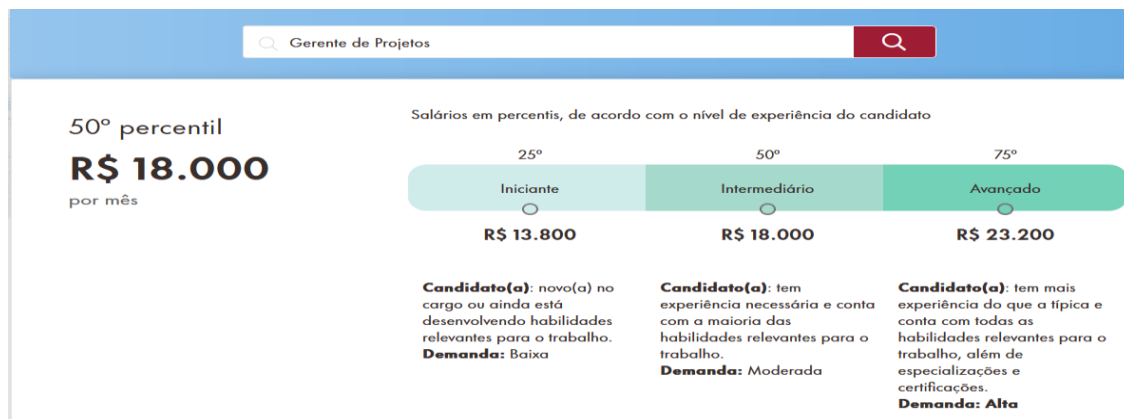 Gerente de Projetos
50º percentil
R$ 18.000
por mês
Salários em percentis, de acordo com o nível de experiência do candidato
25º
50º
75º
Iniciante
Intermediário
Avançado
R$ 13.800
R$ 18.000
R$ 23.200
Candidato(a): novo(a) no
cargo ou ainda está
desenvolvendo habilidades
relevantes para o trabalho.
Demanda: Baixa
Candidato(a): tem
experiência necessária e conta
com a maioria das
habilidades relevantes para o
trabalho.
Demanda: Moderada
Candidato(a): tem mais
experiência do que a típica e
conta com todas as
habilidades relevantes para o
trabalho, além de
especializações e
certificações.
Demanda: Alta